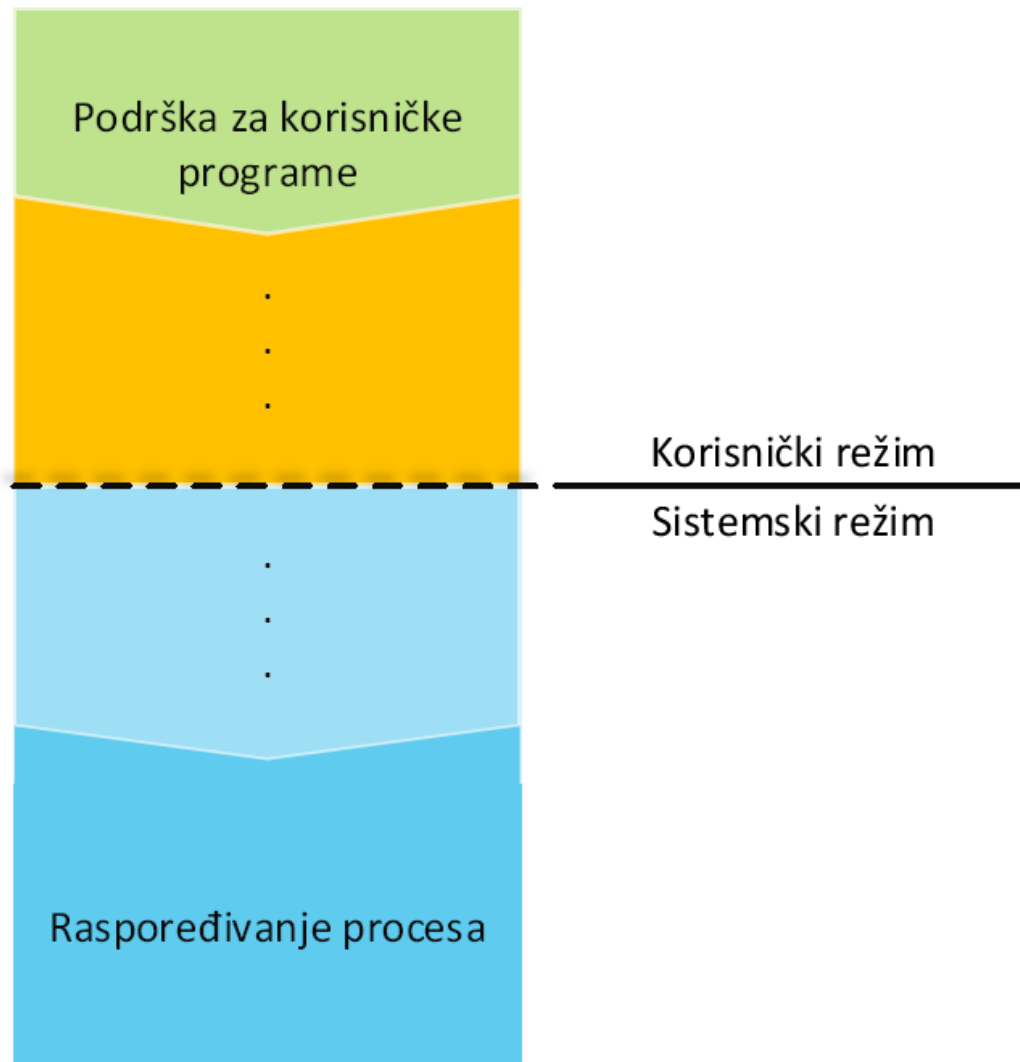 Podrška za korisničke
programe
.
.
.
Korisnički režim
Sistemski režim
.
.
.
Raspoređivanje procesa